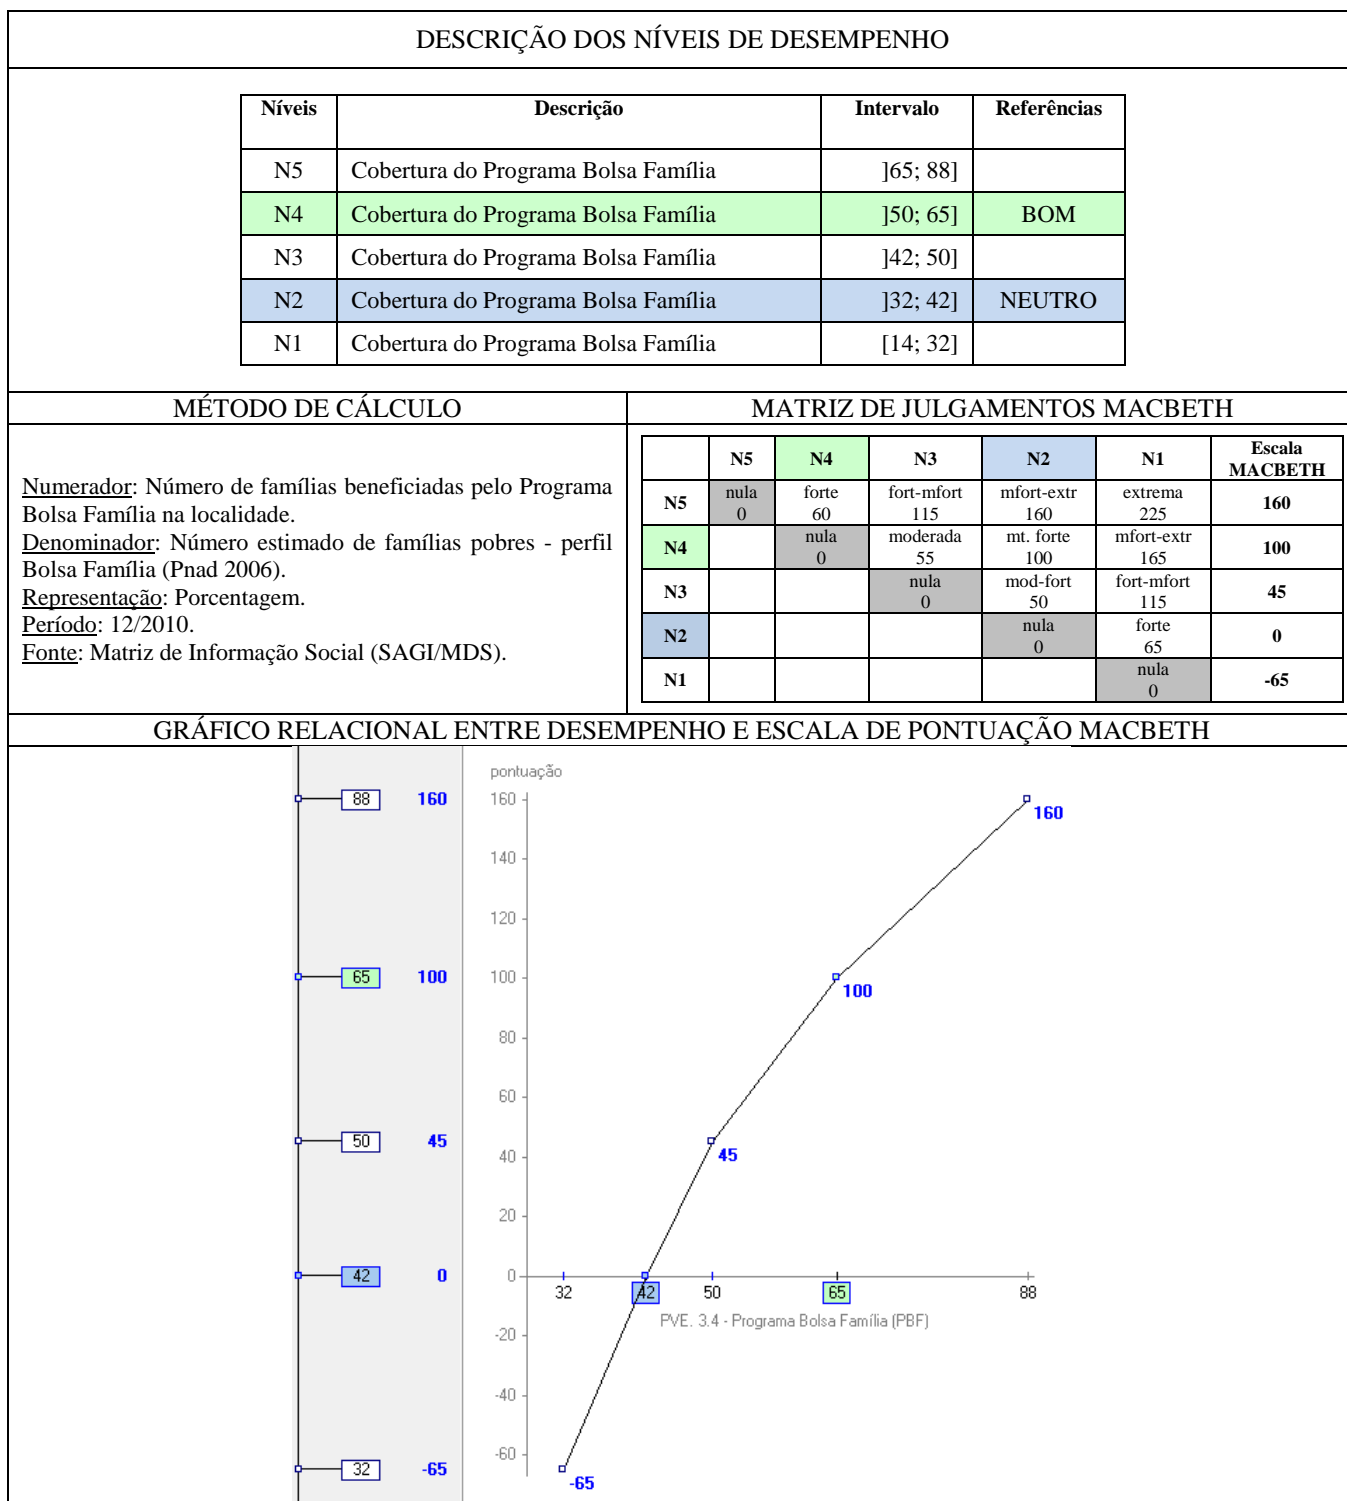 DESCRIÇÃO DOS NÍVEIS DE DESEMPENHO
Níveis Descrição Intervalo Referências
N5 Cobertura do Programa Bolsa Família ]65; 88]
N4 Cobertura do Programa Bolsa Família ]50; 65] BOM
N3 Cobertura do Programa Bolsa Família ]42; 50]
N2 Cobertura do Programa Bolsa Família ]32; 42] NEUTRO
N1 Cobertura do Programa Bolsa Família [14; 32]
MÉTODO DE CÁLCULO
Numerador: Número de famílias beneficiadas pelo Programa
Bolsa Família na localidade.
Denominador: Número estimado de famílias pobres - perfil
Bolsa Família (Pnad 2006).
Representação: Porcentagem.
Período: 12/2010.
Fonte: Matriz de Informação Social (SAGI/MDS).
MATRIZ DE JULGAMENTOS MACBETH
N5 N4 N3 N2 N1 Escala
MACBETH
N5 nula forte fort-mfort mfort-extr extrema 160
0 60 115 160 225
N4 nula moderada mt. forte mfort-extr 100
0 55 100 165
N3 nula mod-fort fort-mfort 45
0 50 115
N2 nula forte 0
0 65
N1 nula -65
0
GRÁFICO RELACIONAL ENTRE DESEMPENHO E ESCALA DE PONTUAÇÃO MACBETH
88 160
65 100
50 45
42 0
32 -65
pontuação
160
140
120
100
80
60
40
20
0
-20
-40
-60
160
100
45
-65
32 42 50 65 88
PVE. 3.4 - Programa Bolsa Família (PBF)